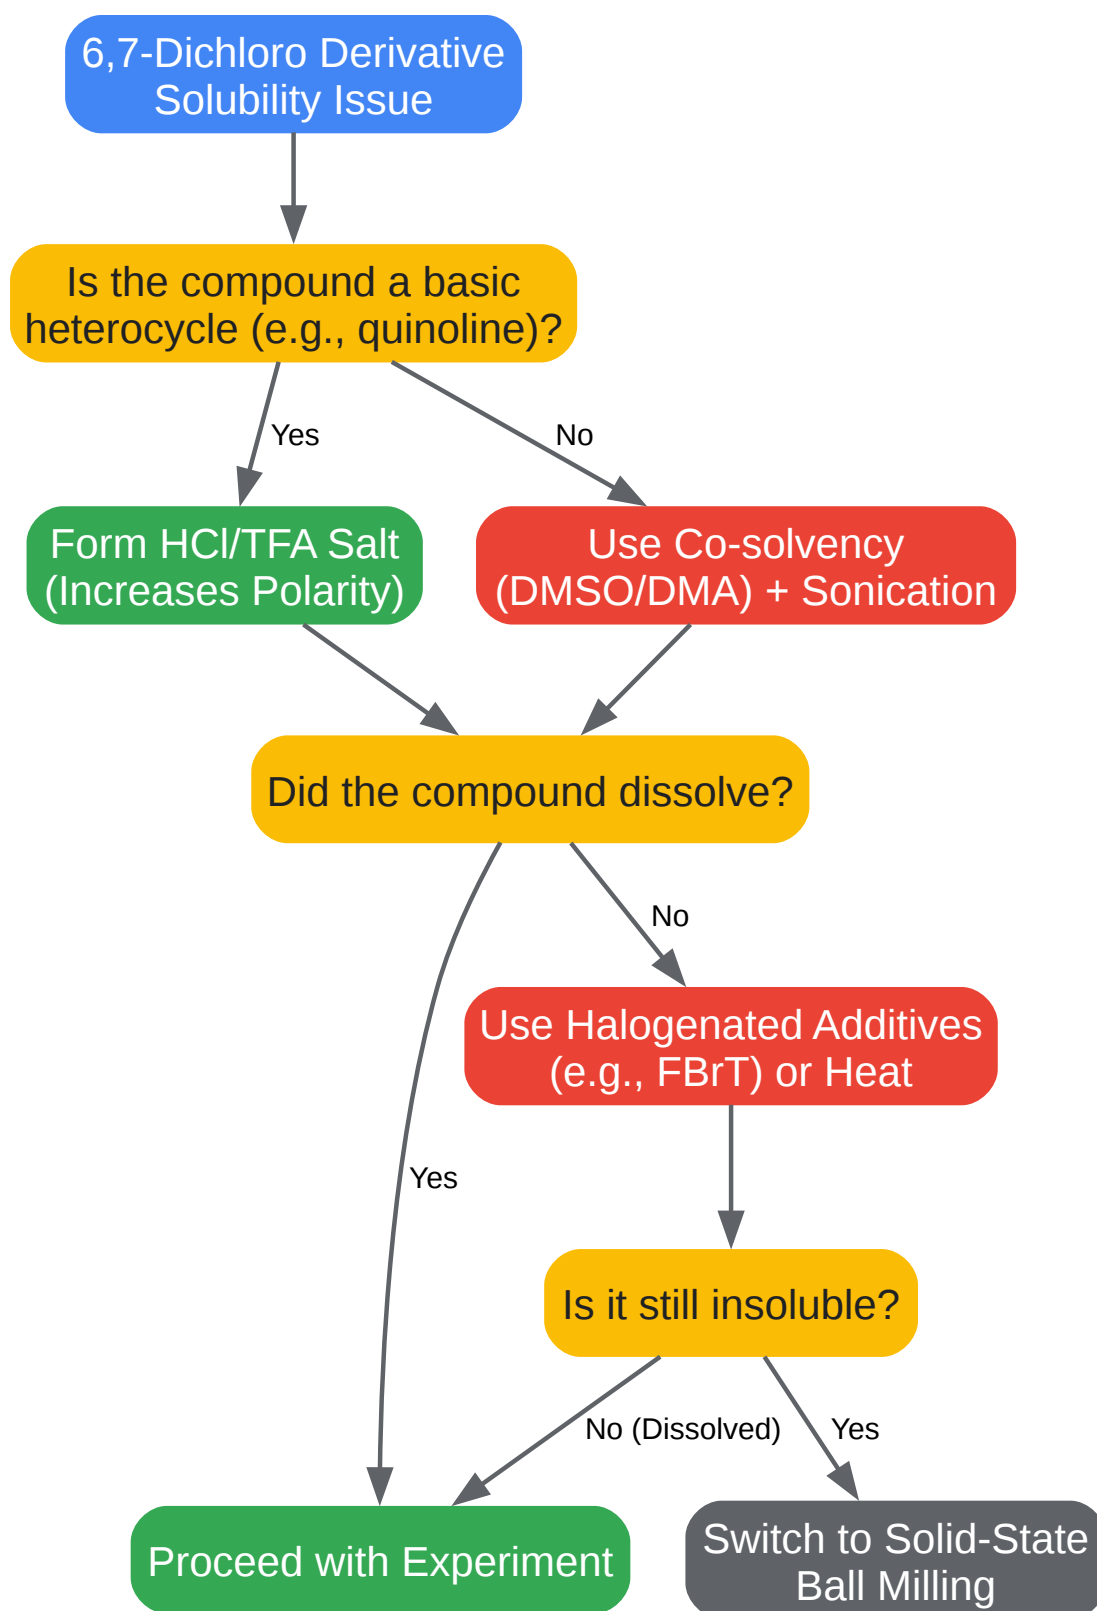 6,7-Dichloro Derivative
Solubility Issue
Is the compound a basic
heterocycle (e.g., quinoline)?
Yes
No
Form HCl/TFA Salt
(Increases Polarity)
Use Co-solvency
(DMSO/DMA) + Sonication
Did the compound dissolve?
No
Use Halogenated Additives
(e.g., FBrT) or Heat
Yes
Is it still insoluble?
No (Dissolved)
Yes
Proceed with Experiment
Switch to Solid-State
Ball Milling